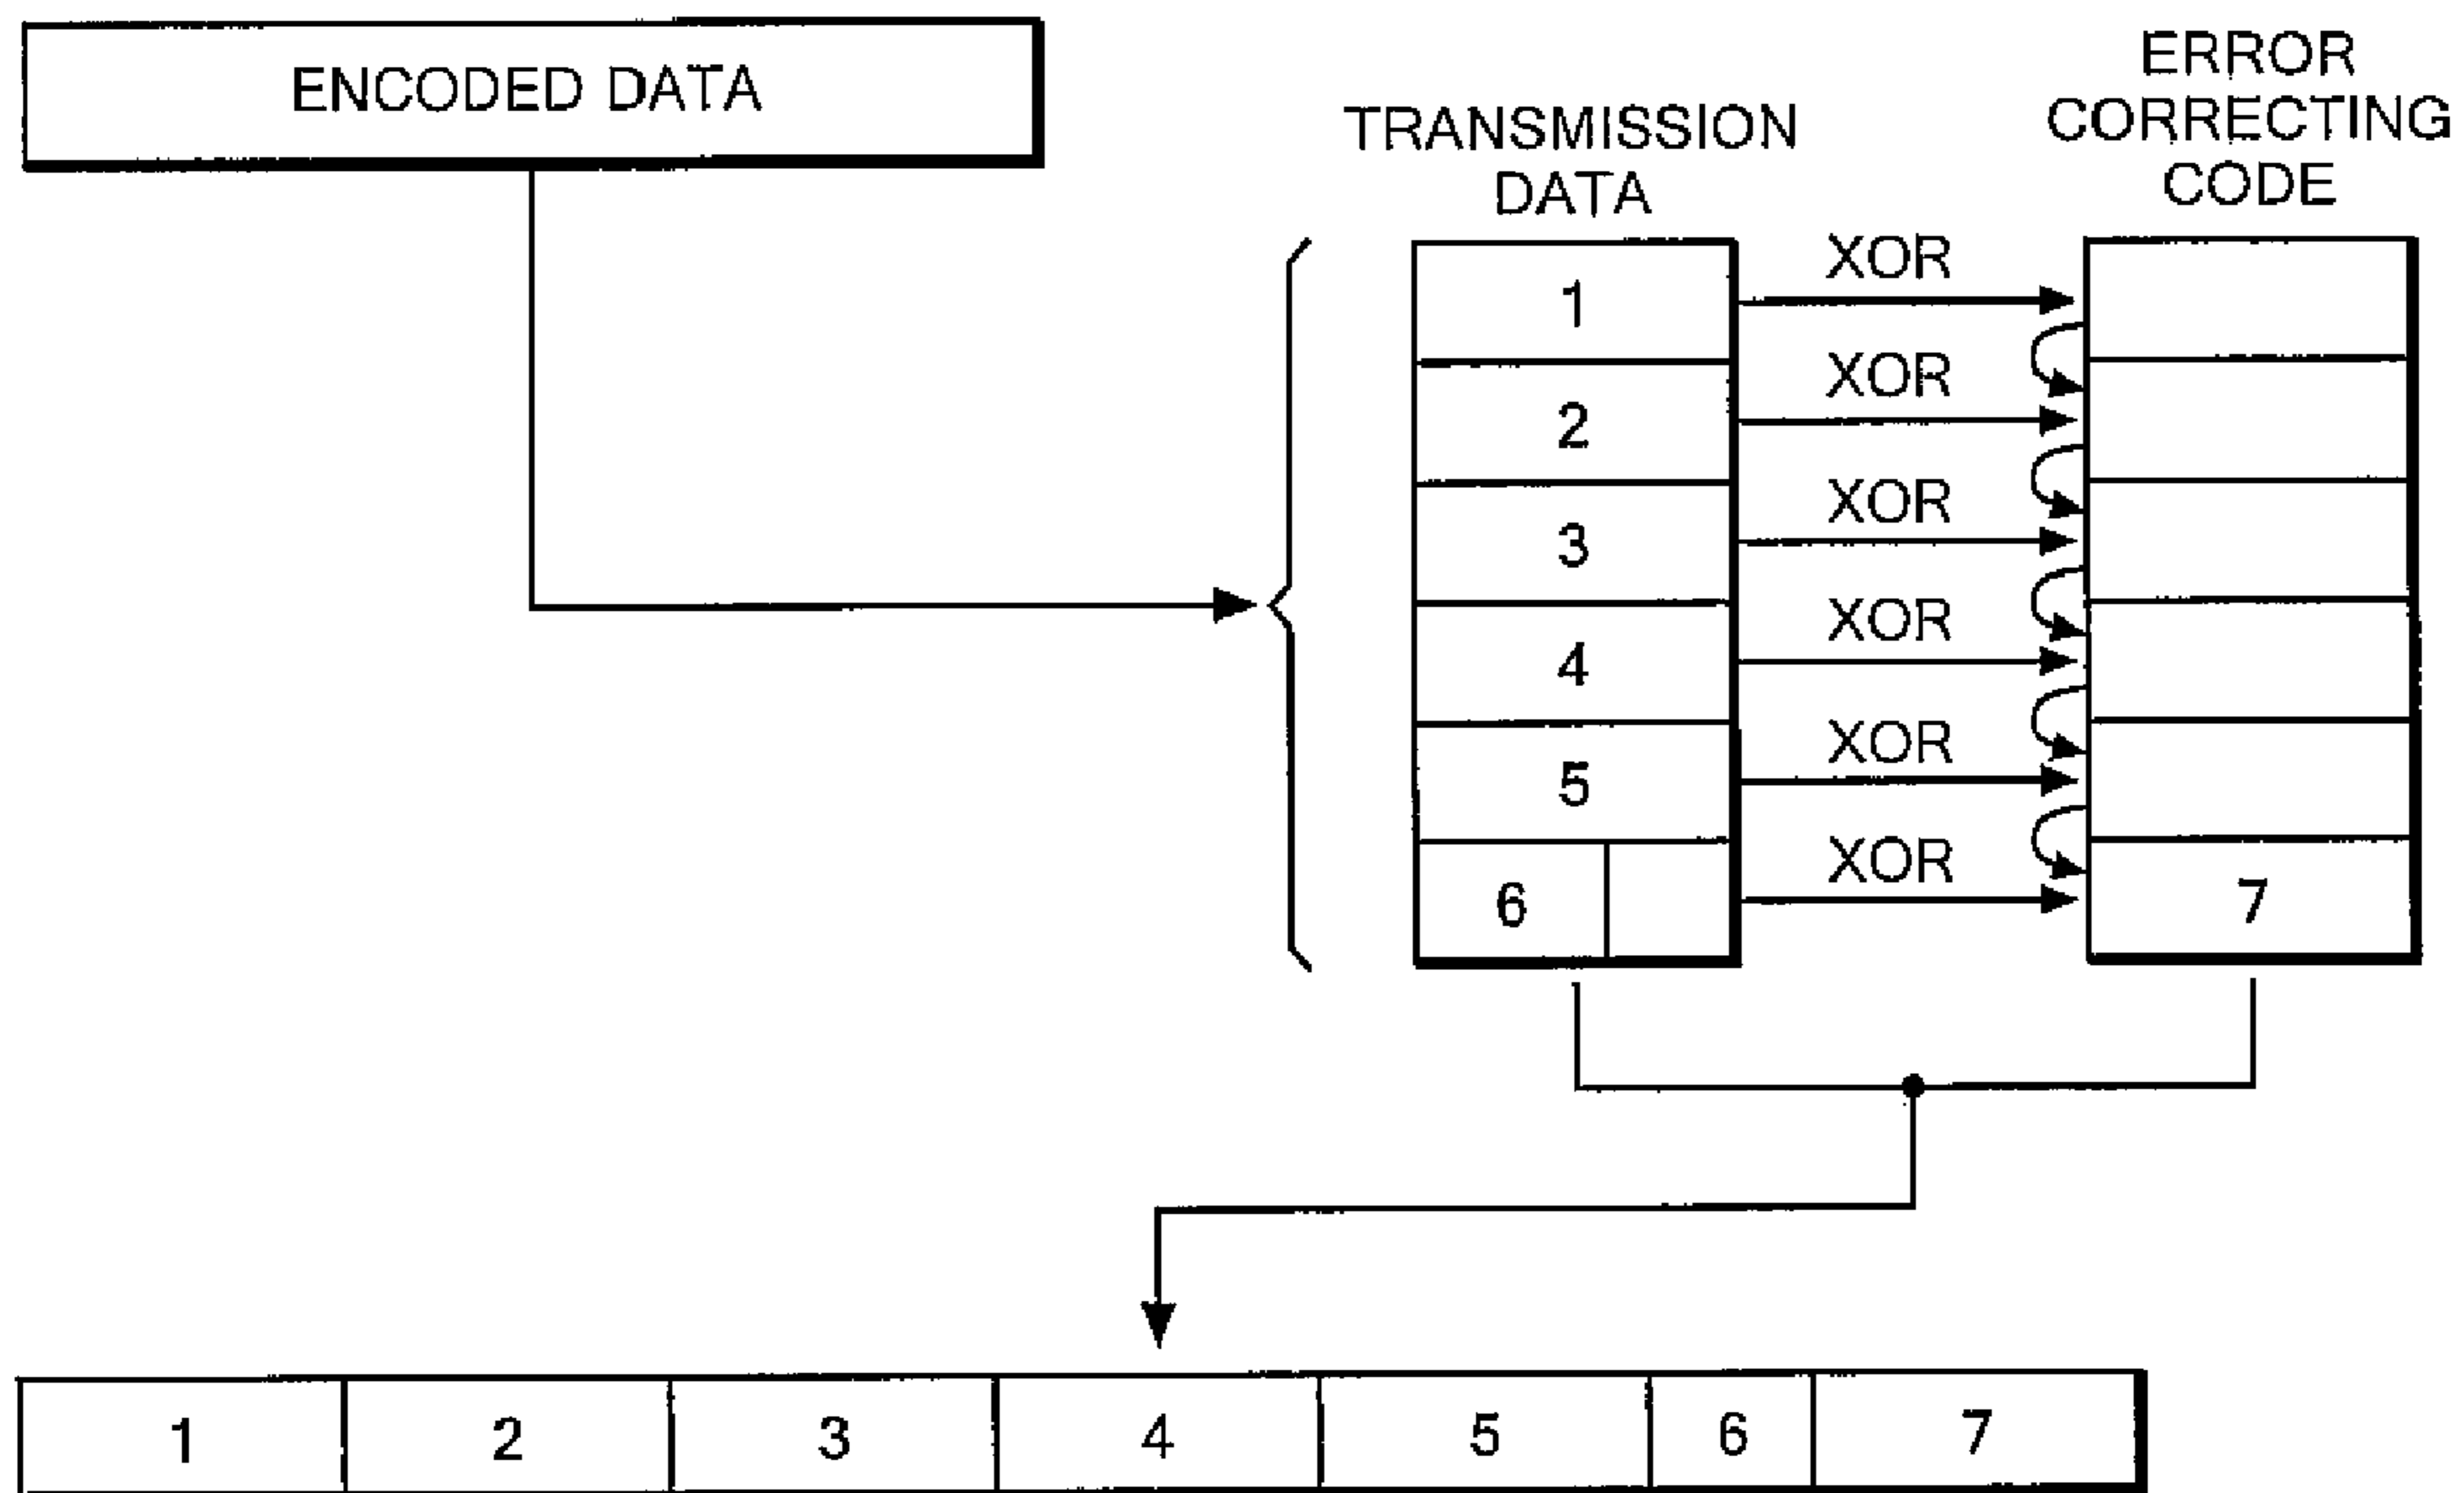 ENCODED DATA
TRANSMISSION
DATA
ERROR
CORRECTING
CODE
1
XOR
2
XOR
3
XOR
4
XOR
5
XOR
6
XOR
7
1 2 3 4 5 6 7